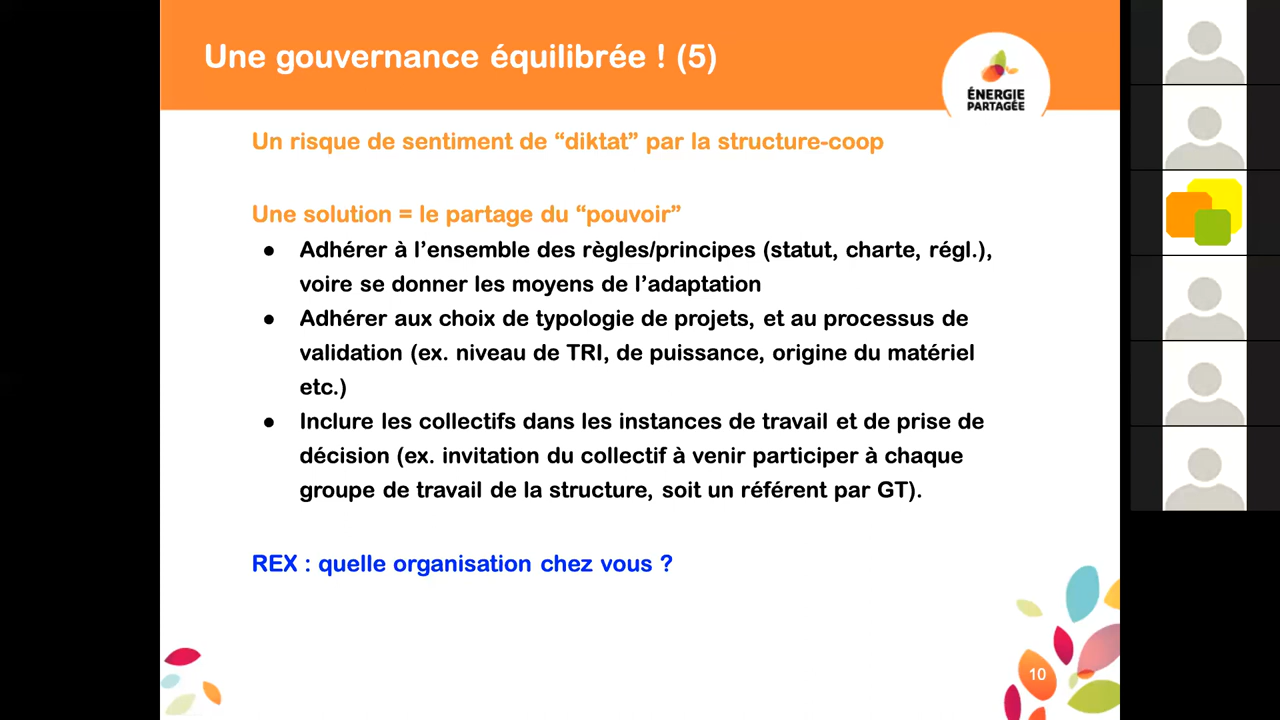 Une gouvernance équilibrée ! (5)
ÉNERGIE
PARTAGÉE
Un risque de sentiment de “diktat” par la structure-coop
Une solution = le partage du “pouvoir”
● Adhérer à l’ensemble des règles/principes (statut, charte, régl.),
voire se donner les moyens de l’adaptation
● Adhérer aux choix de typologie de projets, et au processus de
validation (ex. niveau de TRI, de puissance, origine du matériel
etc.)
● Inclure les collectifs dans les instances de travail et de prise de
décision (ex. invitation du collectif à venir participer à chaque
groupe de travail de la structure, soit un référent par GT).
REX : quelle organisation chez vous ?
10